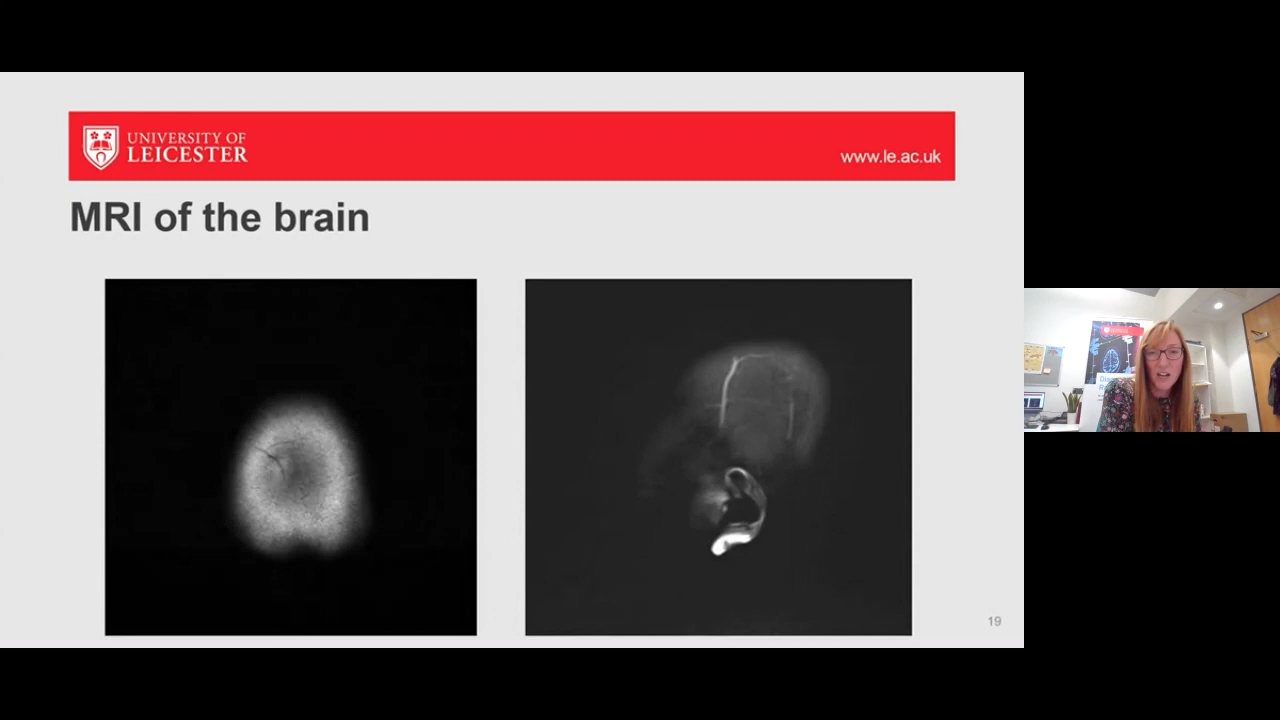 UNIVERSITY OF
LEICESTER
www.le.ac.uk
MRI of the brain
19